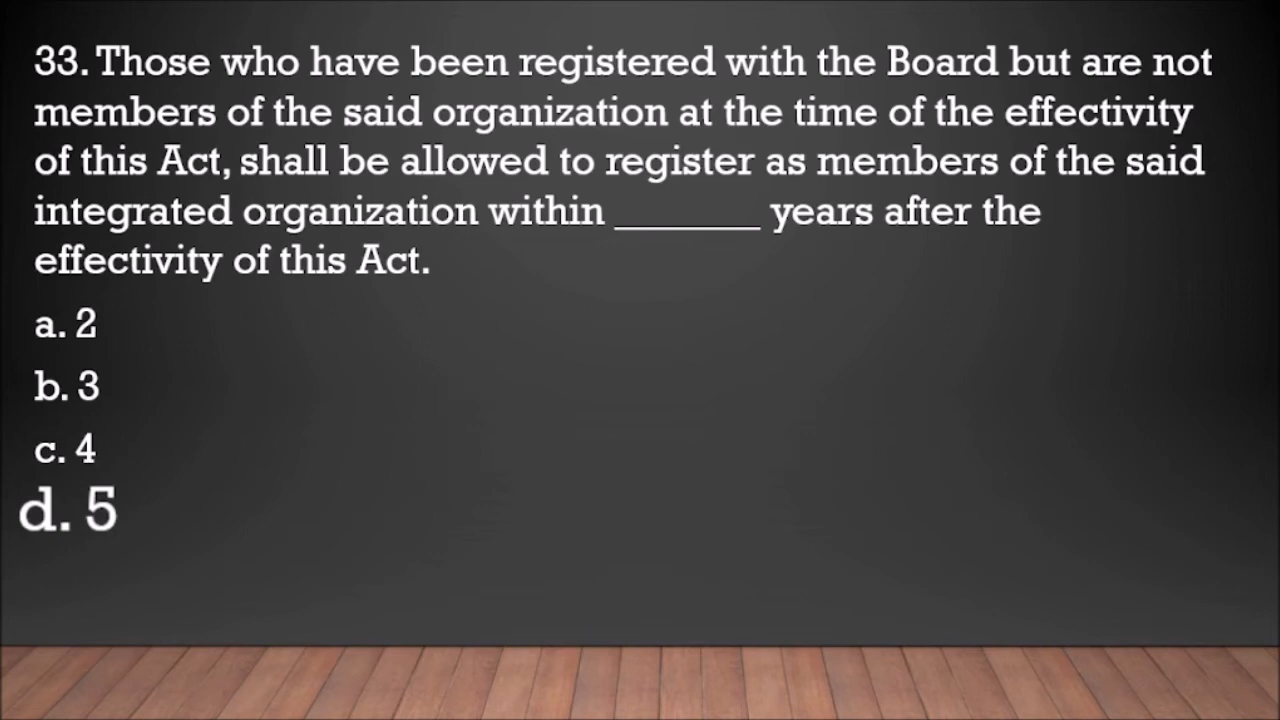 33. Those who have been registered with the Board but are not
members of the said organization at the time of the effectivity
of this Act, shall be allowed to register as members of the said
integrated organization within _______ years after the
effectivity of this Act.
a. 2
b. 3
c. 4
d. 5